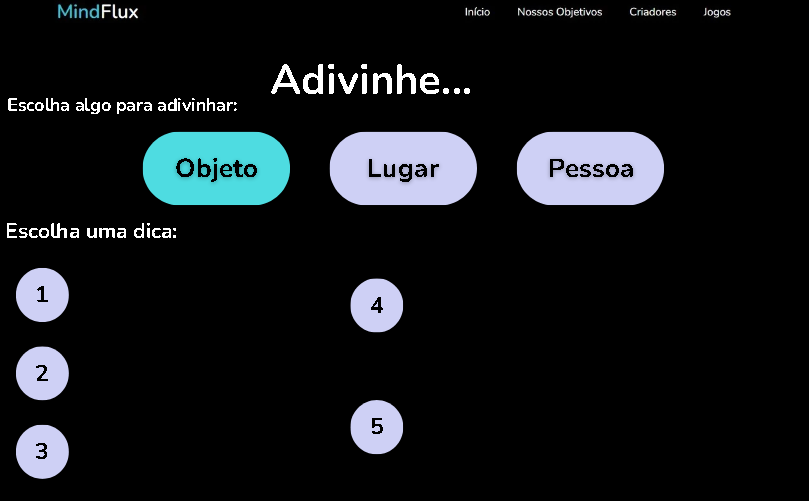 MindFlux
Início Nossos Objetivos Criadores Jogos
Adivinhe...
Escolha algo para adivinhar:
Objeto Lugar Pessoa
Escolha uma dica:
1
2
3
4
5